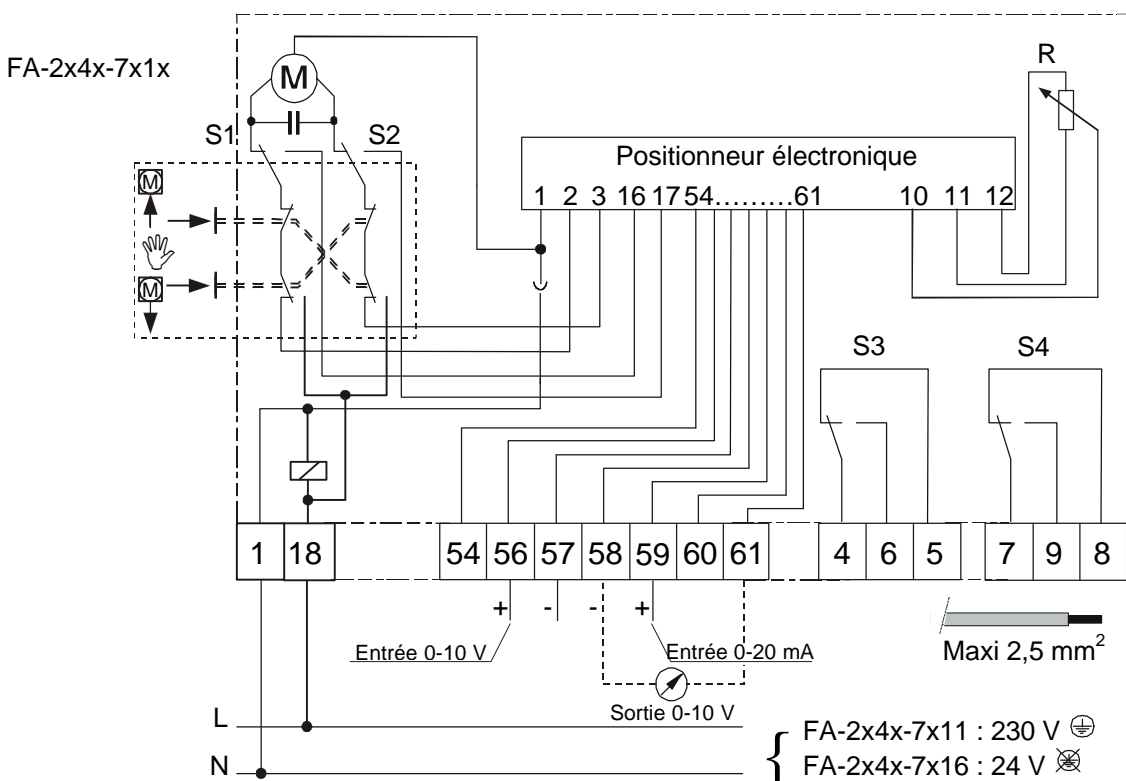 FA-2x4x-7x1x
M
R
S1
S2
Positionneur électronique
1 2 3 16 17 54.........61 10 11 12
M
M
S3
S4
1 18 54 56 57 58 59 60 61 4 6 5 7 9 8
+ - - +
Entrée 0-10 V
Entrée 0-20 mA
Maxi 2,5 mm²
Sortie 0-10 V
L
N
FA-2x4x-7x11 : 230 V
FA-2x4x-7x16 : 24 V